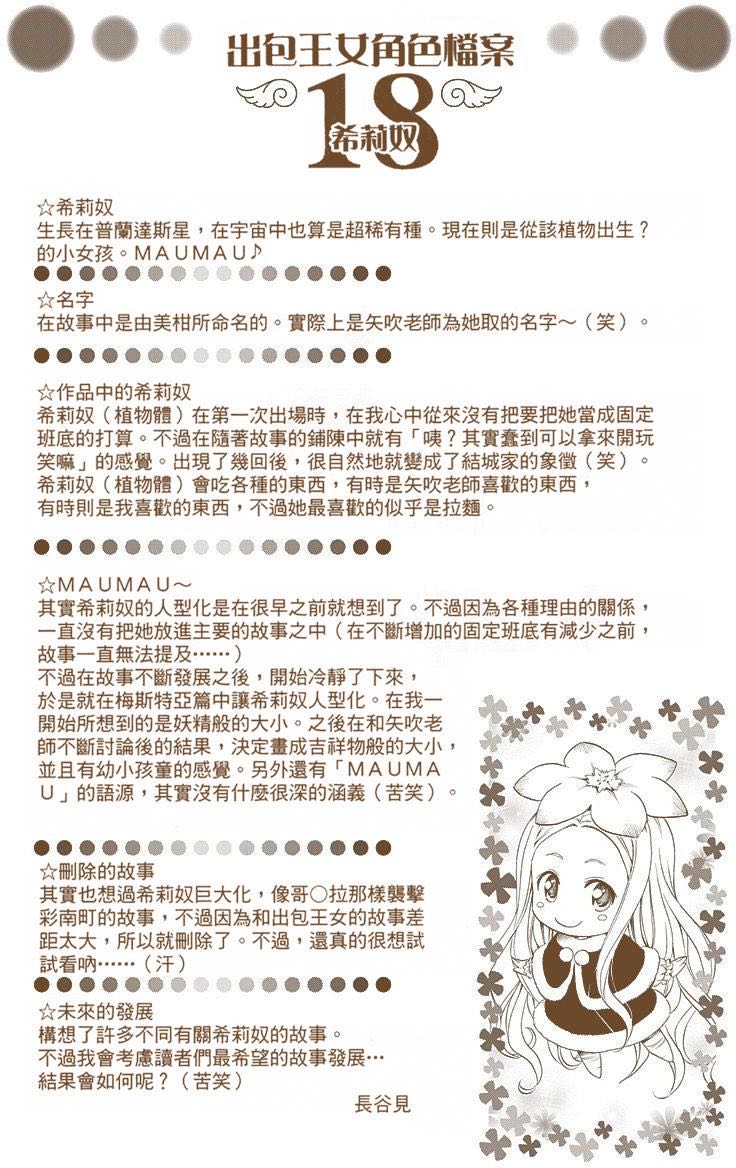 出包王女角色檔案
18
希莉奴
☆希莉奴
生長在普蘭達斯星，在宇宙中也算是超稀有種。現在則是從該植物出生？
的小女孩。ＭＡＵＭＡＵ♪
☆名字
在故事中是由美柑所命名的。實際上是矢吹老師為她取的名字～（笑）。
☆作品中的希莉奴
希莉奴（植物體）在第一次出場時，在我心中從來沒有把要把她當成固定
班底的打算。不過在隨著故事的鋪陳中就有「咦？其實蠢到可以拿來開玩
笑嘛」的感覺。出現了幾回後，很自然地就變成了結城家的象徵（笑）。
希莉奴（植物體）會吃各種的東西，有時是矢吹老師喜歡的東西，
有時則是我喜歡的東西，不過她最喜歡的似乎是拉麵。
☆ＭＡＵＭＡＵ～
其實希莉奴的人型化是在很早之前就想到了。不過因為各種理由的關係，
一直沒有把她放進主要的故事之中（在不斷增加的固定班底有減少之前，
故事一直無法提及⋯⋯）
不過在故事不斷發展之後，開始冷靜了下來，
於是就在梅斯特亞篇中讓希莉奴人型化。在我一
開始所想到的是妖精般的大小。之後在和矢吹老
師不斷討論後的結果，決定畫成吉祥物般的大小，
並且有幼小孩童的感覺。另外還有「ＭＡＵＭＡ
Ｕ」的語源，其實沒有什麼很深的涵義（苦笑）。
☆刪除的故事
其實也想過希莉奴巨大化，像哥○拉那樣襲擊
彩南町的故事，不過因為和出包王女的故事差
距太大，所以就刪除了。不過，還真的很想試
試看吶⋯⋯（汗）
☆未來的發展
構想了許多不同有關希莉奴的故事。
不過我會考慮讀者們最希望的故事發展⋯
結果會如何呢？（苦笑）
長谷見